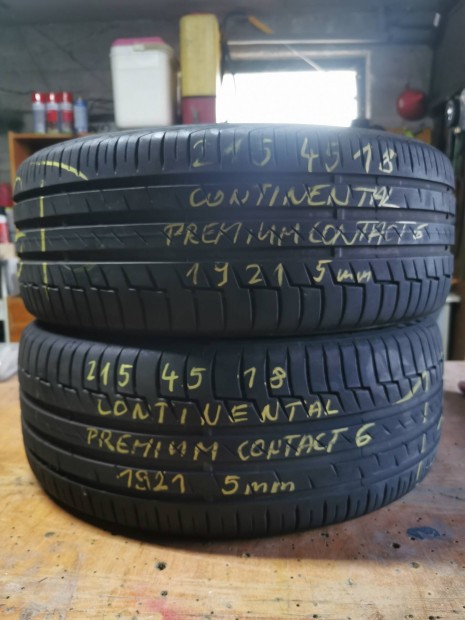 215 45 18
CONTINENTAL
PREMIUM CONTACT 6
1921 5mm
215 45 18
CONTINENTAL
PREMIUM CONTACT 6
1921 5mm